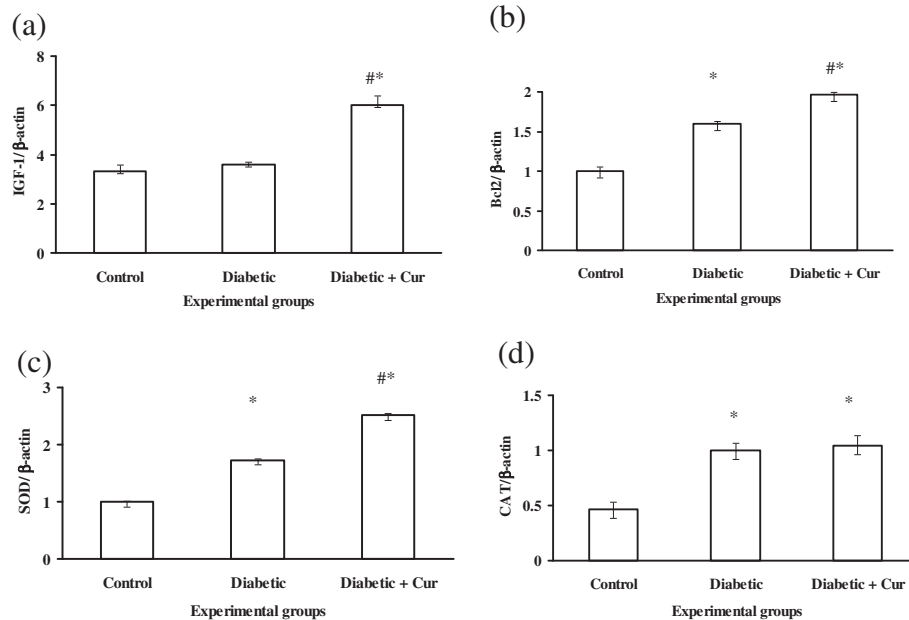 (a)
8
6
4
2
0
IGF-1/β-actin
#*
Control
Diabetic
Diabetic + Cur
Experimental groups
(b)
2
1.5
1
0.5
0
Bcl2/β-actin
*
#*
Control
Diabetic
Diabetic + Cur
Experimental groups
(c)
3
2
1
0
SOD/β-actin
*
#*
Control
Diabetic
Diabetic + Cur
Experimental groups
(d)
1.5
1
0.5
0
CAT/β-actin
*
*
Control
Diabetic
Diabetic + Cur
Experimental groups